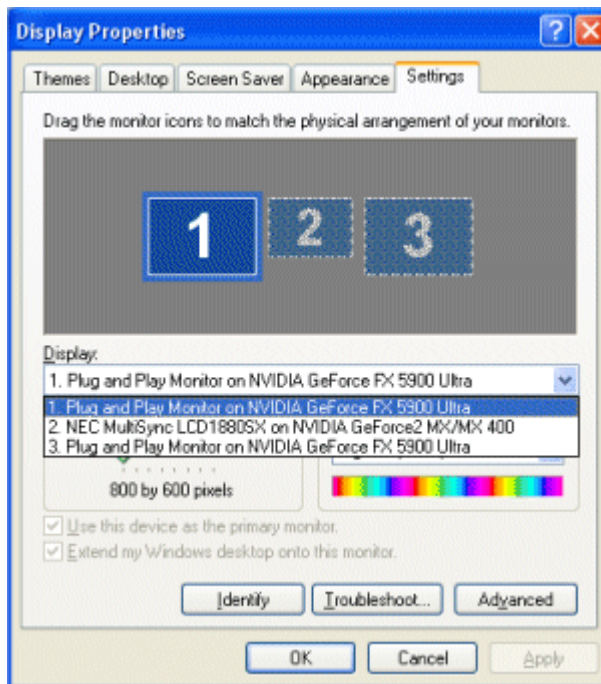 Display Properties
Themes Desktop Screen Saver Appearance Settings
Drag the monitor icons to match the physical arrangement of your monitors.
1 2 3
Display:
1. Plug and Play Monitor on NVIDIA GeForce FX 5900 Ultra
1. Plug and Play Monitor on NVIDIA GeForce FX 5900 Ultra
2. NEC MultiSync LCD1880SX on NVIDIA GeForce2 MX/MX 400
3. Plug and Play Monitor on NVIDIA GeForce FX 5900 Ultra
800 by 600 pixels
Use this device as the primary monitor.
Extend my Windows desktop onto this monitor.
Identify Troubleshoot... Advanced
OK Cancel Apply